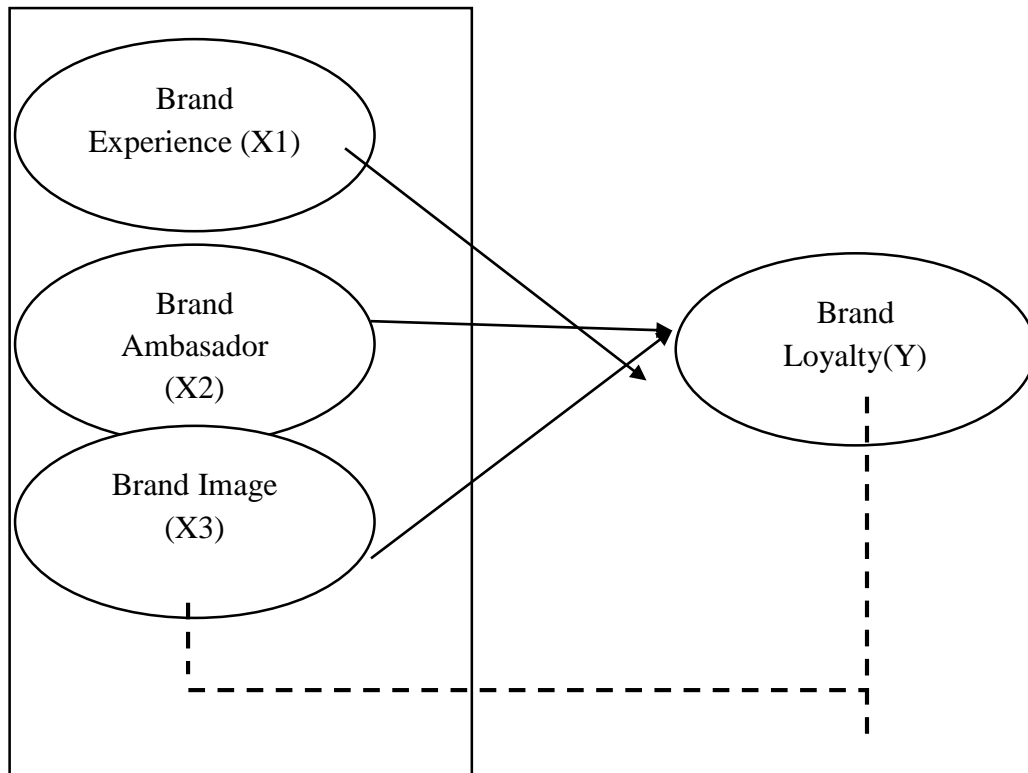 Brand
Experience (X1)
Brand
Ambasador
(X2)
Brand Image
(X3)
Brand
Loyalty(Y)